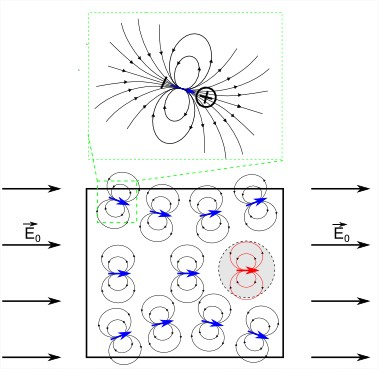 − +
E₀ E₀